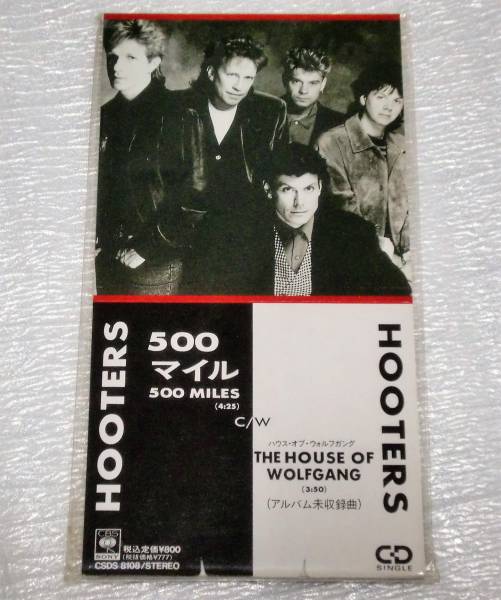 HOOTERS
500
マイル
500 MILES
(4:25)
C/W
ハウス・オブ・ウォルフガング
THE HOUSE OF
WOLFGANG
(3:50)
(アルバム未収録曲)
HOOTERS
CBS
SONY
税込定価¥800
(税抜価格¥777)
CSDS 8108/STEREO
CD
SINGLE